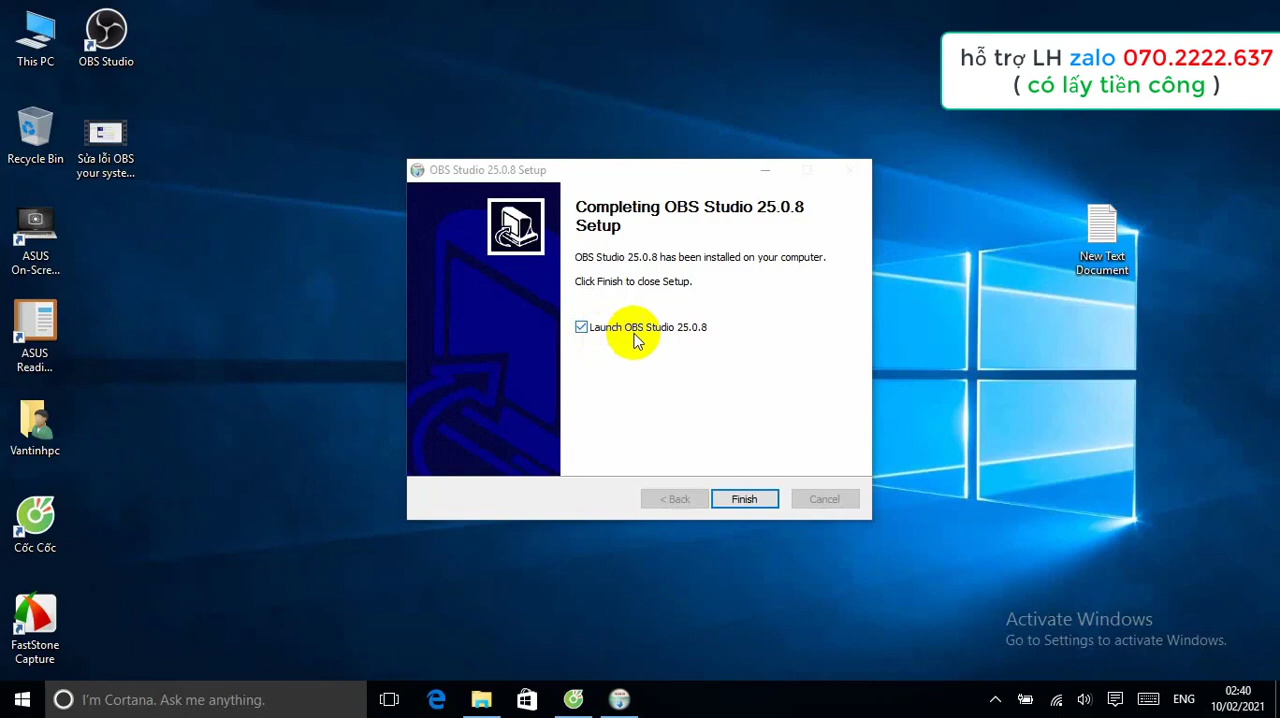 This PC
OBS Studio
Recycle Bin
Sửa lỗi OBS
your syste...
ASUS
On-Scre...
ASUS
Readi...
Vantinhpc
Cốc Cốc
FastStone
Capture
hỗ trợ LH zalo 070.2222.637
( có lấy tiền công )
OBS Studio 25.0.8 Setup
Completing OBS Studio 25.0.8
Setup
OBS Studio 25.0.8 has been installed on your computer.
Click Finish to close Setup.
Launch OBS Studio 25.0.8
< Back
Finish
Cancel
New Text
Document
Activate Windows
Go to Settings to activate Windows.
I'm Cortana. Ask me anything.
ENG
02:40
10/02/2021